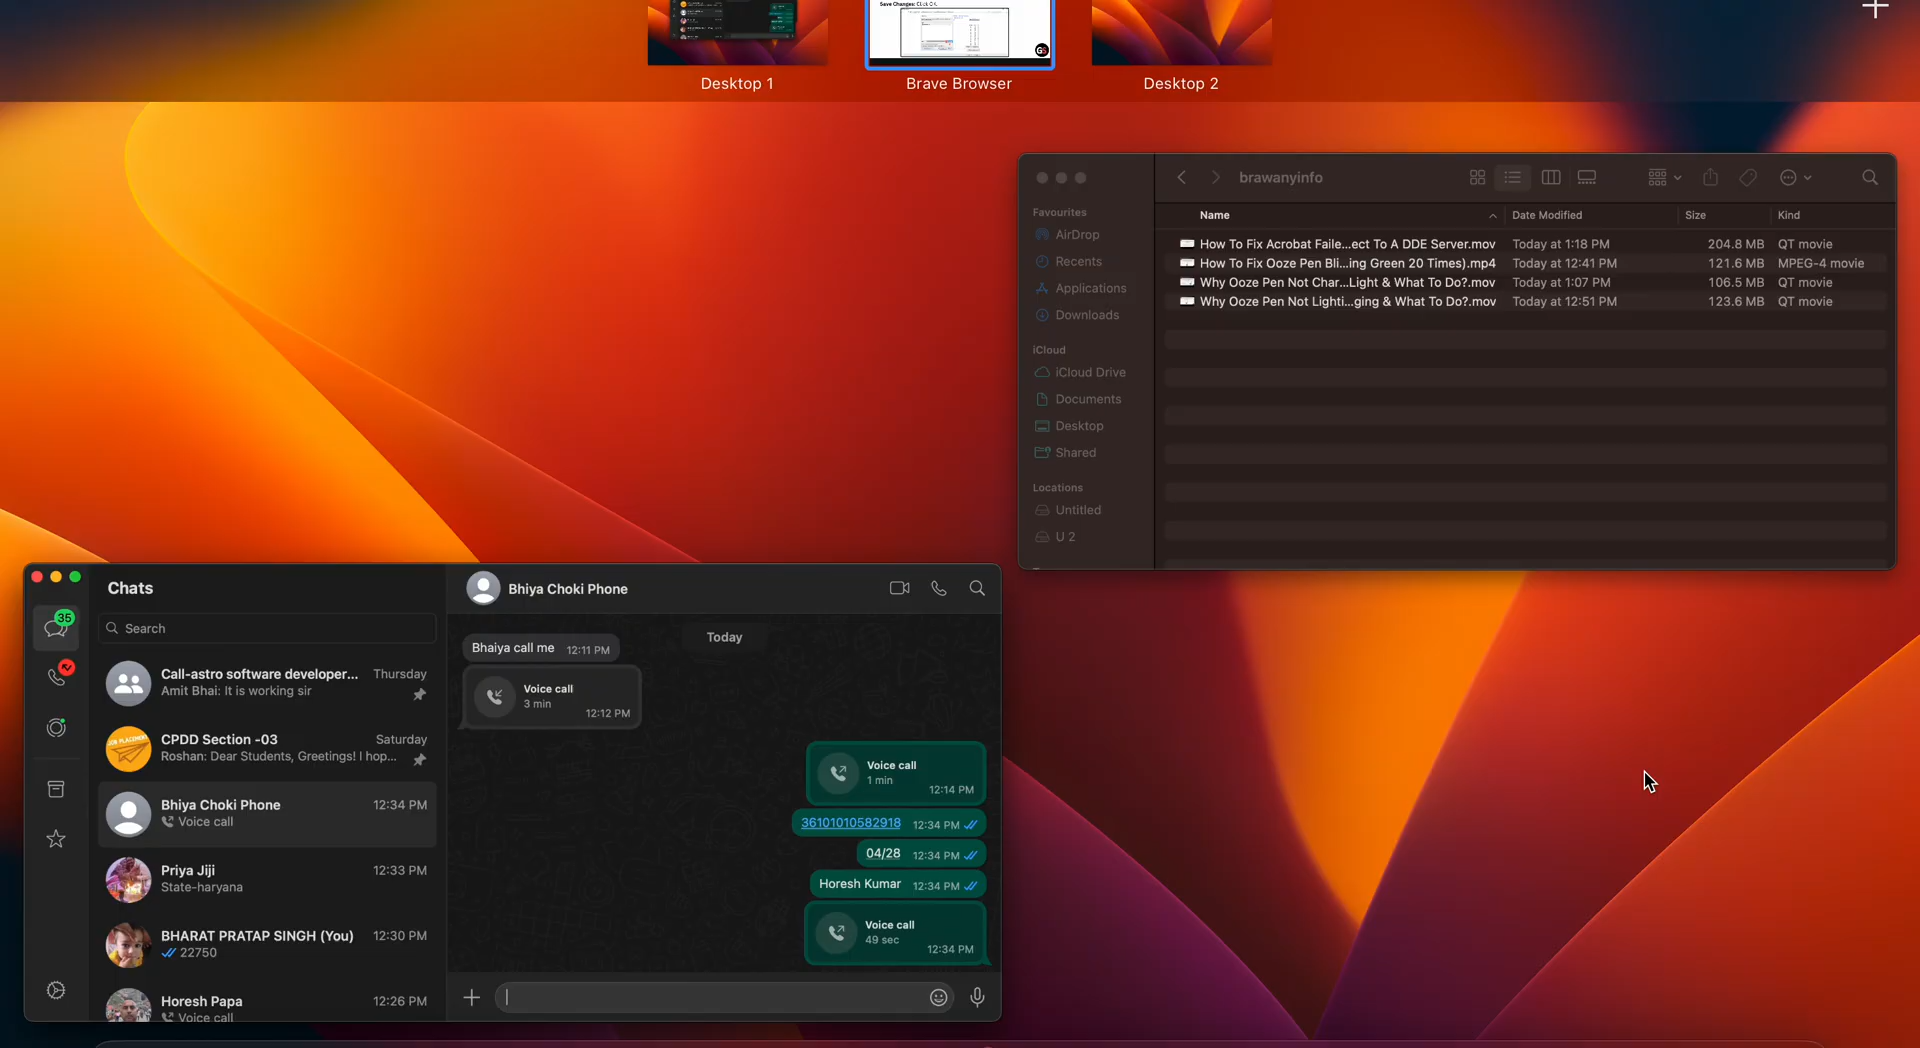 Save Changes: Click OK.
GS
Desktop 1
Brave Browser
Desktop 2
brawanyinfo
Favourites
AirDrop
Recents
Applications
Downloads
iCloud
iCloud Drive
Documents
Desktop
Shared
Locations
Untitled
U 2
Name Date Modified Size Kind
How To Fix Acrobat Faile...ect To A DDE Server.mov Today at 1:18 PM 204.8 MB QT movie
How To Fix Ooze Pen Bli...ing Green 20 Times).mp4 Today at 12:41 PM 121.6 MB MPEG-4 movie
Why Ooze Pen Not Char...Light & What To Do?.mov Today at 1:07 PM 106.5 MB QT movie
Why Ooze Pen Not Lighti...ging & What To Do?.mov Today at 12:51 PM 123.6 MB QT movie
35
Chats
Search
Call-astro software developer... Thursday
Amit Bhai: It is working sir
CPDD Section -03 Saturday
Roshan: Dear Students, Greetings! I hop...
Bhiya Choki Phone 12:34 PM
Voice call
Priya Jiji 12:33 PM
State-haryana
BHARAT PRATAP SINGH (You) 12:30 PM
22750
Horesh Papa 12:26 PM
Voice call
Bhiya Choki Phone
Today
Bhaiya call me 12:11 PM
Voice call
3 min
12:12 PM
Voice call
1 min
12:14 PM
36101010582918 12:34 PM
04/28 12:34 PM
Horesh Kumar 12:34 PM
Voice call
49 sec
12:34 PM